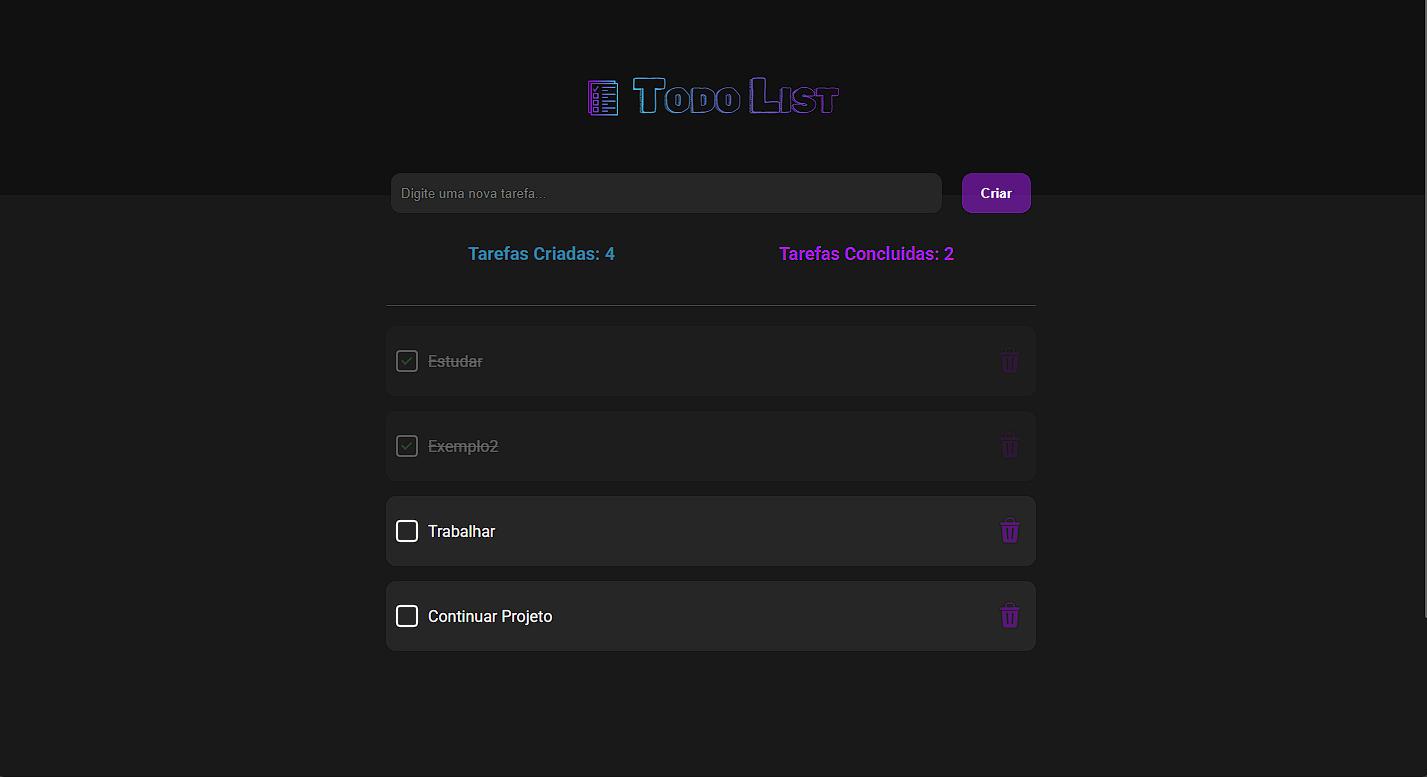 Todo List
Digite uma nova tarefa...
Criar
Tarefas Criadas: 4
Tarefas Concluidas: 2
Estudar
Exemplo2
Trabalhar
Continuar Projeto